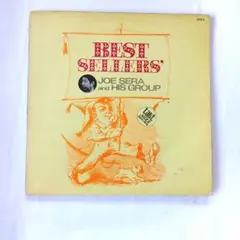 BEST
SELLERS'
JOE SERA
and HIS GROUP